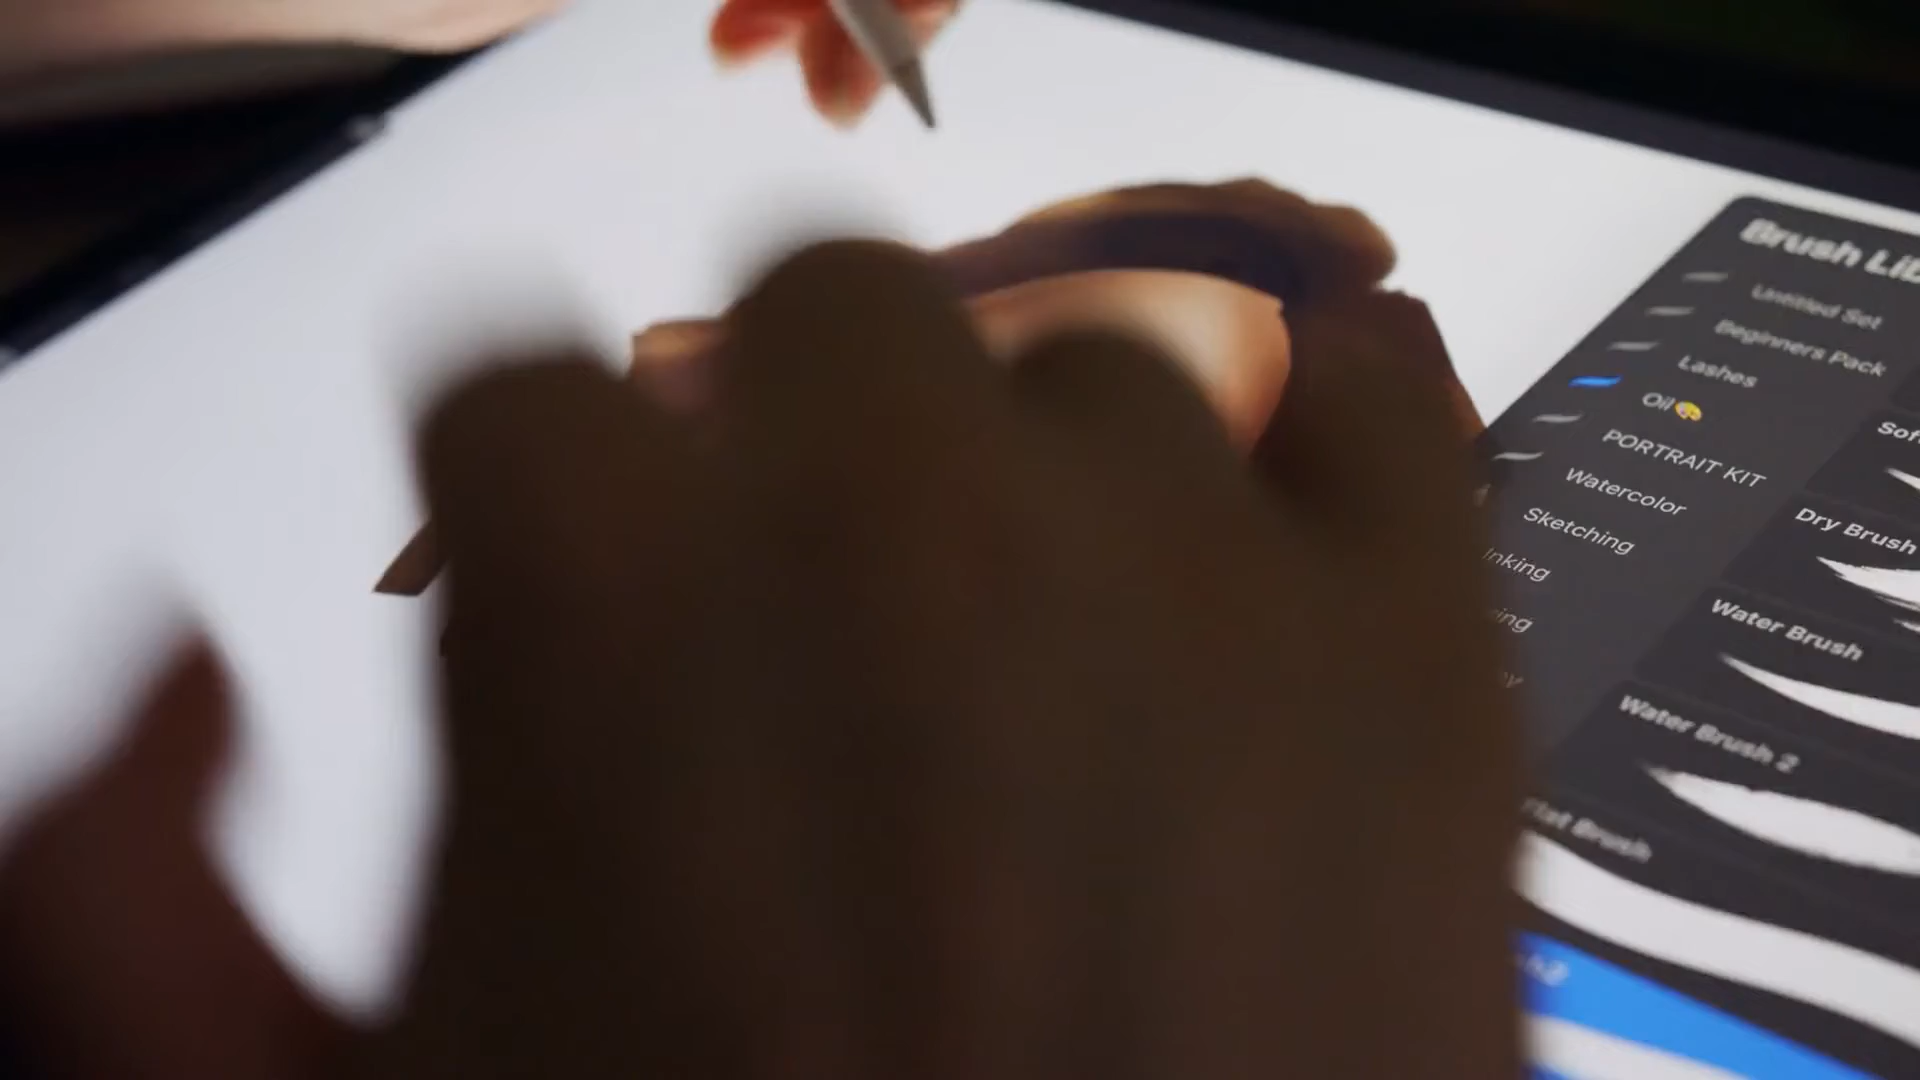 Brush Lib
Untitled Set
Beginners Pack
Lashes
Oil🎨
PORTRAIT KIT
Watercolor
Sketching
Inking
Dry Brush
Water Brush
Water Brush 2
Flat Brush